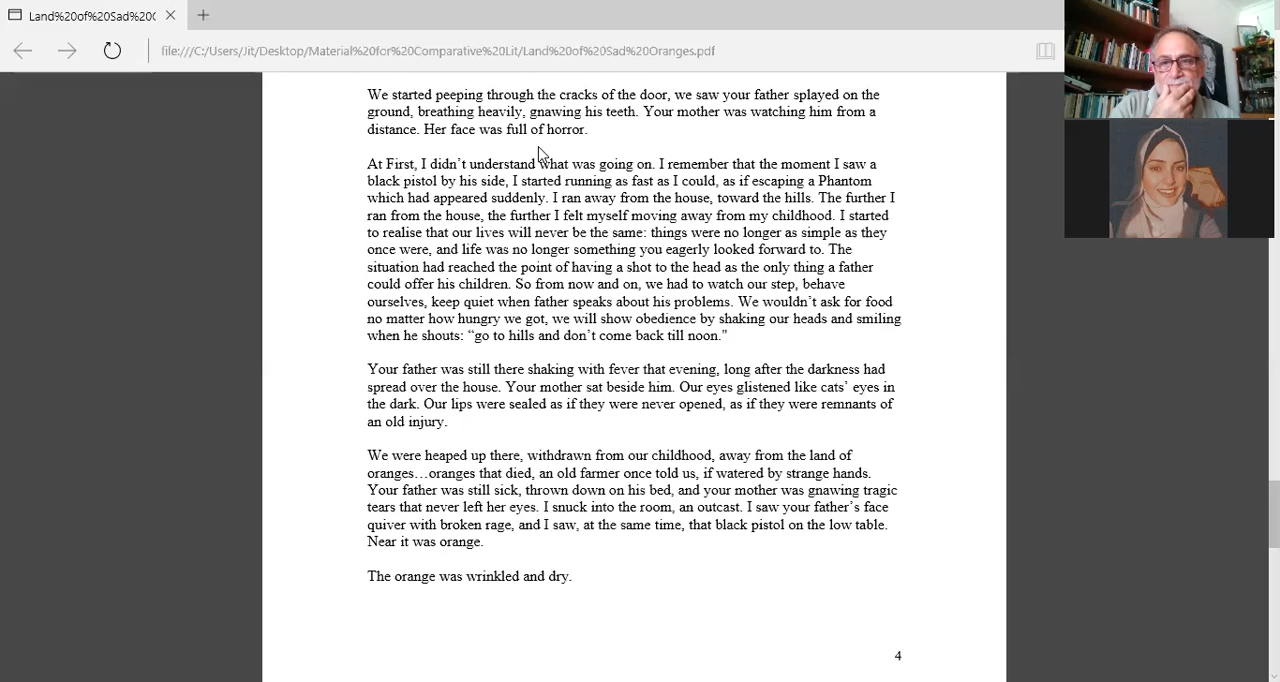 Land%20of%20Sad%20C
file:///C:/Users/Jit/Desktop/Material%20for%20Comparative%20Lit/Land%20of%20Sad%20Oranges.pdf
We started peeping through the cracks of the door, we saw your father splayed on the
ground, breathing heavily, gnawing his teeth. Your mother was watching him from a
distance. Her face was full of horror.
At First, I didn't understand what was going on. I remember that the moment I saw a
black pistol by his side, I started running as fast as I could, as if escaping a Phantom
which had appeared suddenly. I ran away from the house, toward the hills. The further I
ran from the house, the further I felt myself moving away from my childhood. I started
to realise that our lives will never be the same: things were no longer as simple as they
once were, and life was no longer something you eagerly looked forward to. The
situation had reached the point of having a shot to the head as the only thing a father
could offer his children. So from now and on, we had to watch our step, behave
ourselves, keep quiet when father speaks about his problems. We wouldn't ask for food
no matter how hungry we got, we will show obedience by shaking our heads and smiling
when he shouts: "go to hills and don't come back till noon."
Your father was still there shaking with fever that evening, long after the darkness had
spread over the house. Your mother sat beside him. Our eyes glistened like cats' eyes in
the dark. Our lips were sealed as if they were never opened, as if they were remnants of
an old injury.
We were heaped up there, withdrawn from our childhood, away from the land of
oranges…oranges that died, an old farmer once told us, if watered by strange hands.
Your father was still sick, thrown down on his bed, and your mother was gnawing tragic
tears that never left her eyes. I snuck into the room, an outcast. I saw your father's face
quiver with broken rage, and I saw, at the same time, that black pistol on the low table.
Near it was orange.
The orange was wrinkled and dry.
4